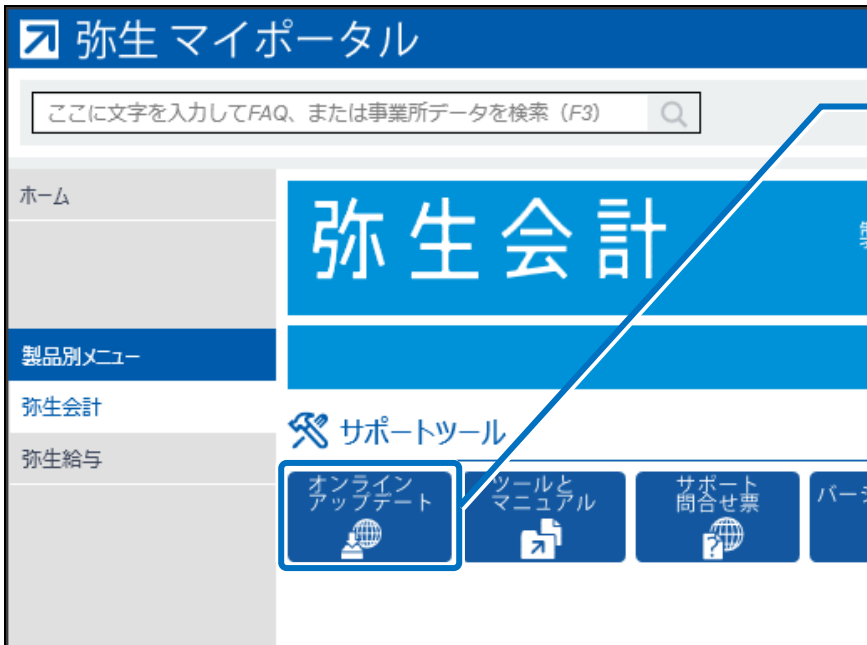 弥生 マイポータル
ここに文字を入力してFAQ、または事業所データを検索（F3）
ホーム
弥生会計
製品別メニュー
弥生会計
弥生給与
サポートツール
オンライン
アップデート
ツールと
マニュアル
サポート
問合せ票
バージ